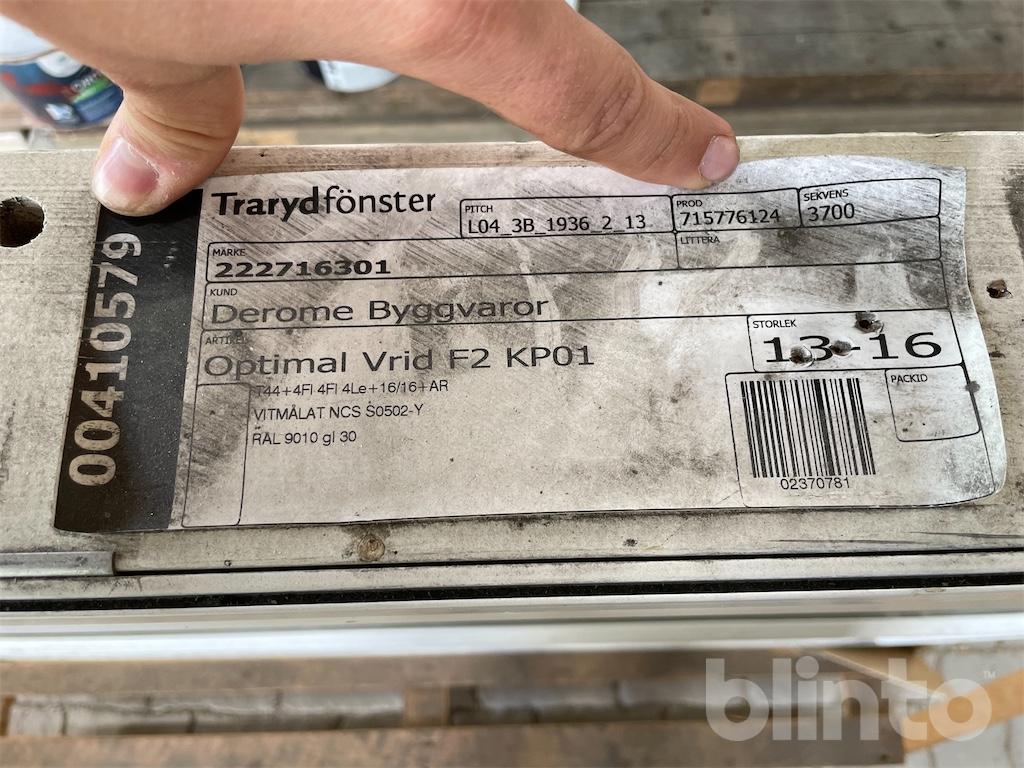 00410579
Trarydfönster
PITCH
L04_3B_1936_2_13
PROD
715776124
SEKVENS
3700
MÄRKE
222716301
LITTERA
KUND
Derome Byggvaror
ARTIKEL
Optimal Vrid F2 KP01
STORLEK
13-16
T44+4Fl 4Fl 4Le+16/16+AR
VITMÅLAT NCS S0502-Y
RAL 9010 gl 30
PACKID
02370781
blinto™